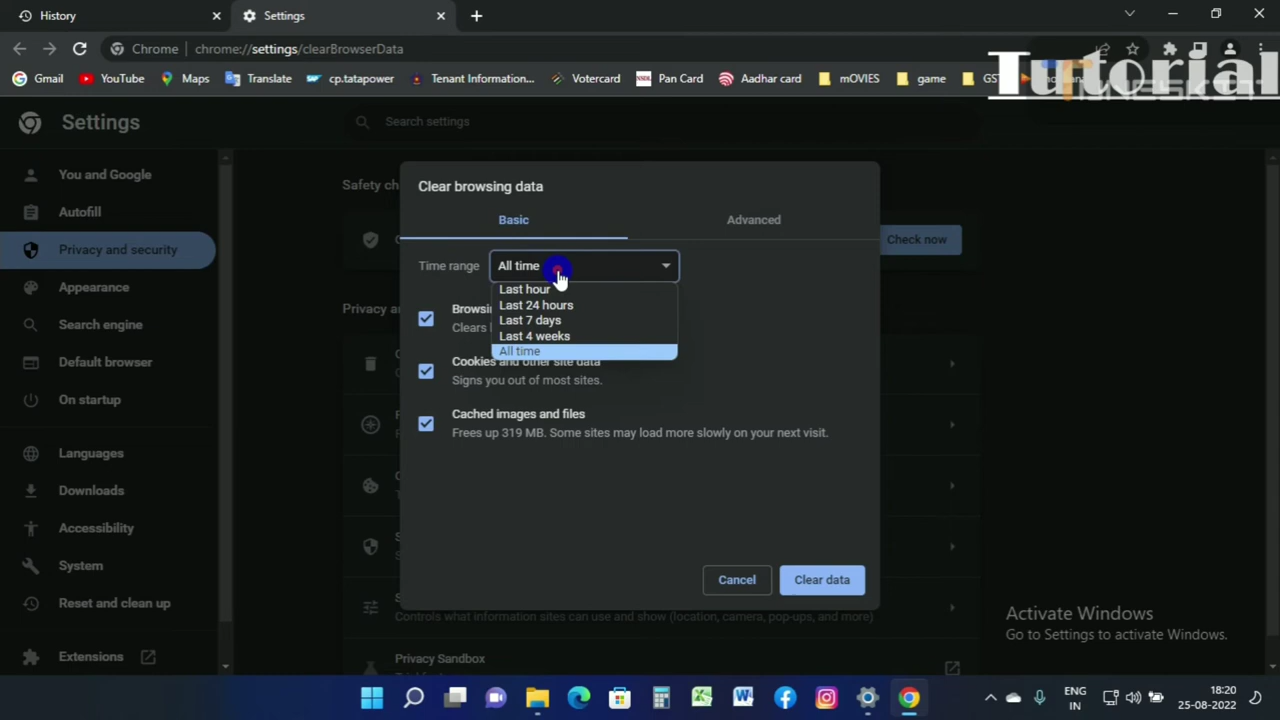 History
Settings
Chrome | chrome://settings/clearBrowserData
Gmail YouTube Maps Translate cp.tatapower Tenant Information... Votercard Pan Card Aadhar card mOVIES game
Tutorial
Settings
Search settings
You and Google
Autofill
Privacy and security
Appearance
Search engine
Default browser
On startup
Languages
Downloads
Accessibility
System
Reset and clean up
Extensions
Safety ch
Check now
Privacy a
Clear browsing data
Basic
Advanced
Time range
All time
Last hour
Last 24 hours
Last 7 days
Last 4 weeks
All time
Browsi
Clears
Cookies and other site data
Signs you out of most sites.
Cached images and files
Frees up 319 MB. Some sites may load more slowly on your next visit.
Cancel
Clear data
Controls what information sites can use and show (location, camera, pop-ups, and more)
Privacy Sandbox
Activate Windows
Go to Settings to activate Windows.
ENG
IN
18:20
25-08-2022